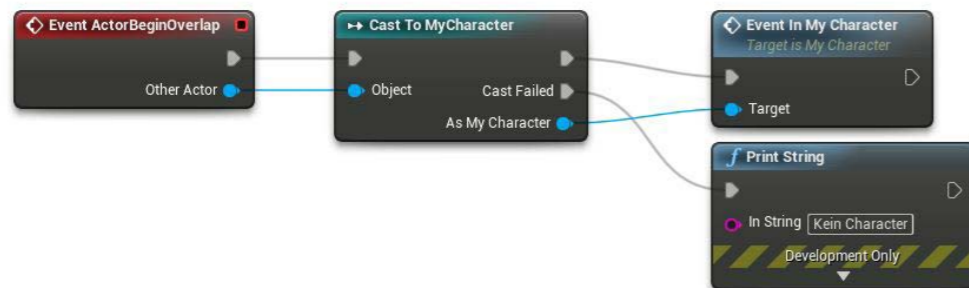 Event ActorBeginOverlap
Other Actor
Cast To MyCharacter
Object
Cast Failed
As My Character
Event In My Character
Target is My Character
Target
f Print String
In String Kein Character
Development Only